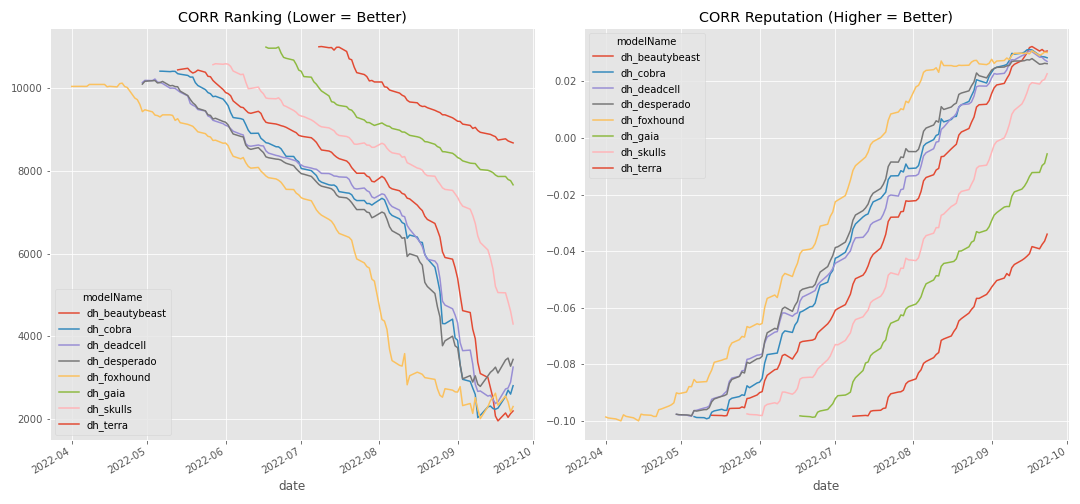 CORR Ranking (Lower = Better)
10000
8000
6000
4000
2000
modelName
dh_beautybeast
dh_cobra
dh_deadcell
dh_desperado
dh_foxhound
dh_gaia
dh_skulls
dh_terra
2022-04
2022-05
2022-06
2022-07
2022-08
2022-09
2022-10
date
CORR Reputation (Higher = Better)
modelName
dh_beautybeast
dh_cobra
dh_deadcell
dh_desperado
dh_foxhound
dh_gaia
dh_skulls
dh_terra
0.02
0.00
−0.02
−0.04
−0.06
−0.08
−0.10
2022-04
2022-05
2022-06
2022-07
2022-08
2022-09
2022-10
date